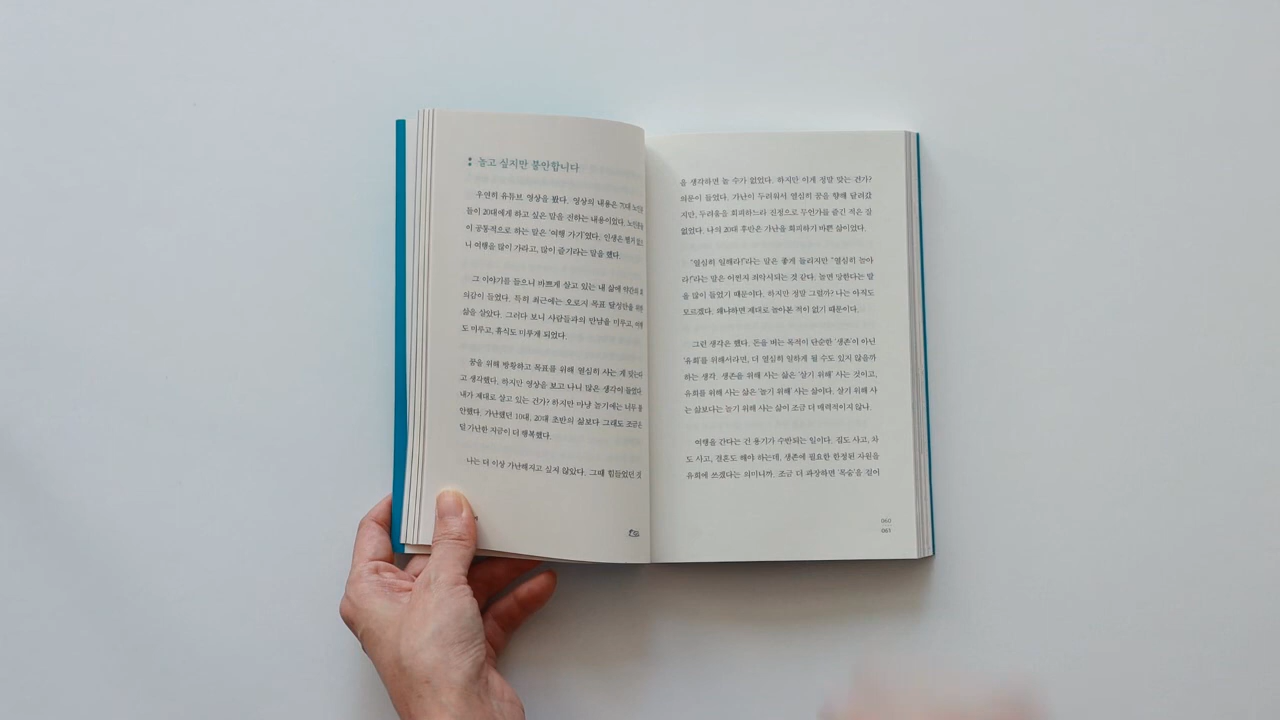 놀고 싶지만 불안합니다
우연히 유튜브 영상을 봤다. 영상의 내용은 70대 노인
들이 20대에게 하고 싶은 말을 전하는 내용이었다. 노인들
이 공통적으로 하는 말은 '여행 가기'였다. 인생은
니 여행을 많이 가라고, 많이 즐기라는 말을 했다.
그 이야기를 들으니 바쁘게 살고 있는 내 삶에 약간의
의감이 들었다. 특히 최근에는 오로지 목표 달성만을 위한
삶을 살았다. 그러다 보니 사람들과의 만남을 미루고, 여행
도 미루고, 휴식도 미루게 되었다.
꿈을 위해 방황하고 목표를 위해 열심히 사는 게 맞는다
고 생각했다. 하지만 영상을 보고 나니 많은 생각이 들었다.
내가 제대로 살고 있는 건가? 하지만 마냥 놀기에는 너무
안했다. 가난했던 10대, 20대 초반의 삶보다 그래도 조금은
덜 가난한 지금이 더 행복했다.
나는 더 이상 가난해지고 싶지 않았다. 그때 힘들었던 것
을 생각하면 놀 수가 없었다. 하지만 이게 정말 맞는 건가?
의문이 들었다. 가난이 두려워서 열심히 꿈을 향해 달려갔
지만, 두려움을 회피하느라 진정으로 무언가를 즐긴 적은 잘
없었다. 나의 20대 후반은 가난을 회피하기 바쁜 삶이었다.
"열심히 일해라!"라는 말은 좋게 들리지만 "열심히 놀아
라!"라는 말은 어쩐지 죄악시되는 것 같다. 놀면 망한다는 말
을 많이 들었기 때문이다. 하지만 정말 그럴까? 나는 아직도
모르겠다. 왜냐하면 제대로 놀아본 적이 없기 때문이다.
그런 생각은 했다. 돈을 버는 목적이 단순한 '생존'이 아닌
'유희'를 위해서라면, 더 열심히 일하게 될 수도 있지 않을까
하는 생각. 생존을 위해 사는 삶은 '살기 위해' 사는 것이고,
유희를 위해 사는 삶은 '놀기 위해' 사는 삶이다. 살기 위해 사
는 삶보다는 놀기 위해 사는 삶이 조금 더 매력적이지 않나.
여행을 간다는 건 용기가 수반되는 일이다. 집도 사고, 차
도 사고, 결혼도 해야 하는데, 생존에 필요한 한정된 자원을
유희에 쓰겠다는 의미니까. 조금 더 과장하면 '목숨'을 걸어
060
061